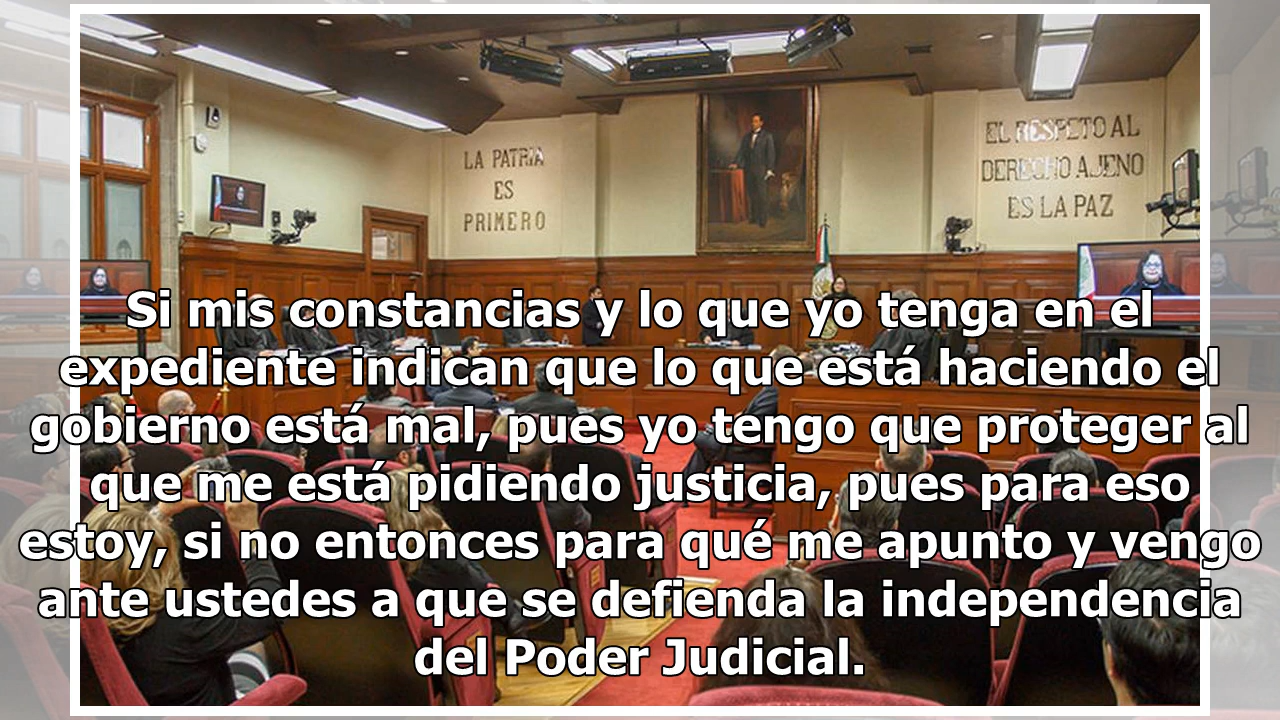 LA PATRIA
ES
PRIMERO
EL RESPETO AL
DERECHO AJENO
ES LA PAZ
Si mis constancias y lo que yo tenga en el
expediente indican que lo que está haciendo el
gobierno está mal, pues yo tengo que proteger al
que me está pidiendo justicia, pues para eso
estoy, si no entonces para qué me apunto y vengo
ante ustedes a que se defienda la independencia
del Poder Judicial.